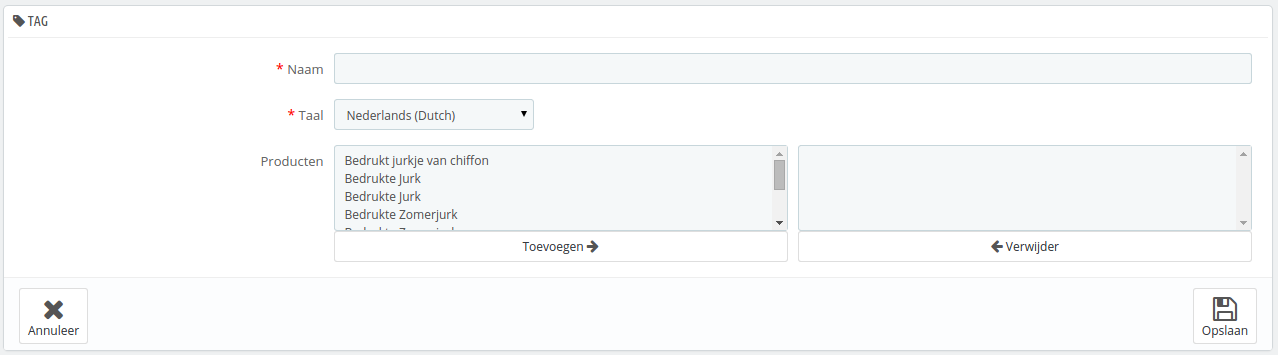 TAG
* Naam
* Taal
Nederlands (Dutch)
Producten
Bedrukt jurkje van chiffon
Bedrukte Jurk
Bedrukte Jurk
Bedrukte Zomerjurk
Toevoegen
Verwijder
Annuleer
Opslaan